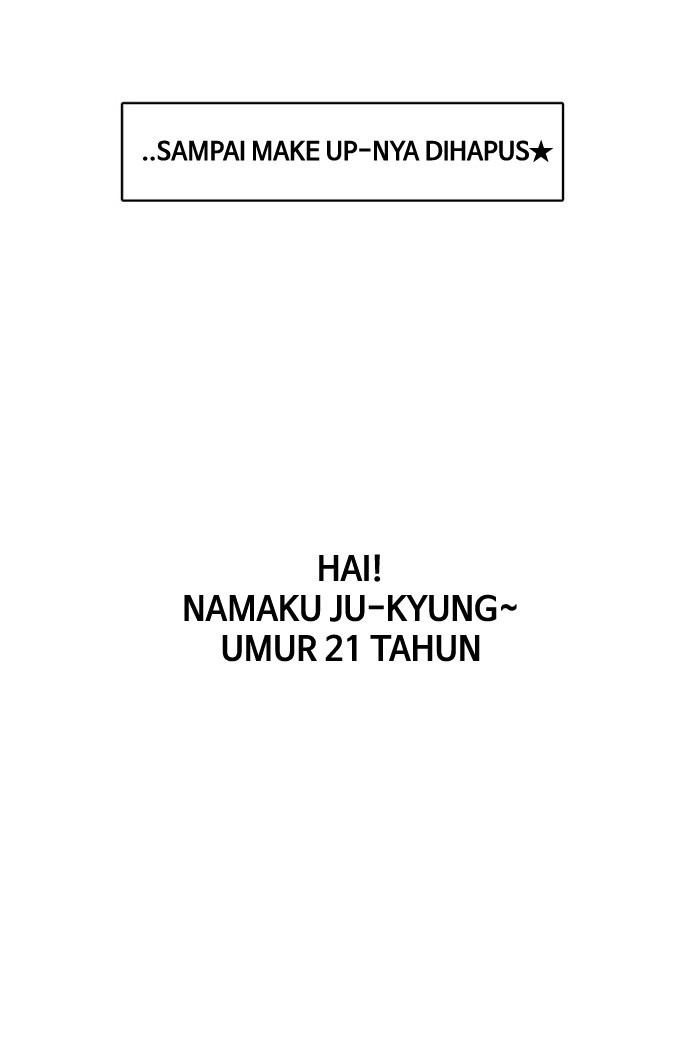 ..SAMPAI MAKE UP-NYA DIHAPUS★
HAI!
NAMAKU JU-KYUNG~
UMUR 21 TAHUN